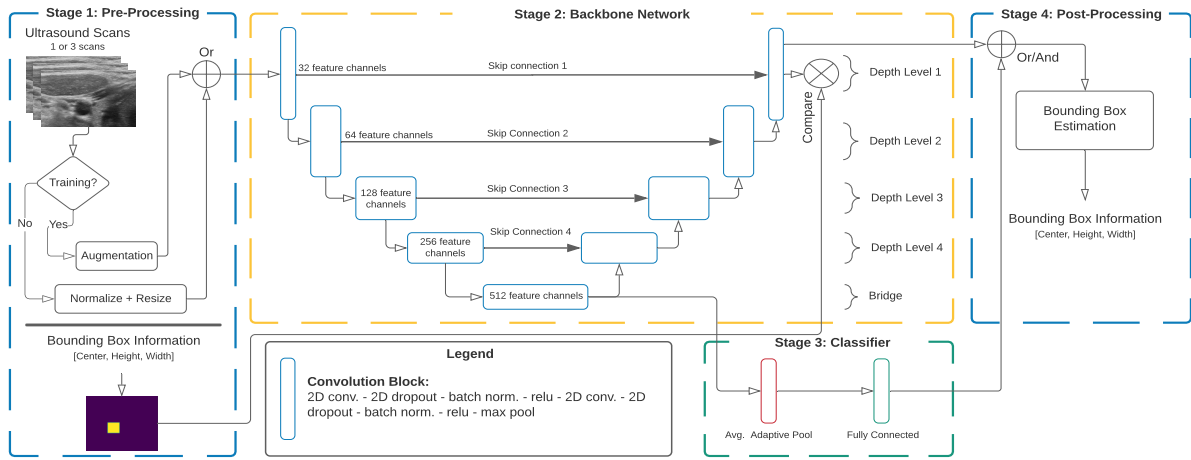 Stage 1: Pre-Processing
Ultrasound Scans
1 or 3 scans
Or
Training?
No
Yes
Augmentation
Normalize + Resize
Bounding Box Information
[Center, Height, Width]
Stage 2: Backbone Network
32 feature channels
Skip connection 1
64 feature channels
Skip Connection 2
128 feature
channels
Skip Connection 3
256 feature
channels
Skip Connection 4
512 feature channels
Compare
Depth Level 1
Depth Level 2
Depth Level 3
Depth Level 4
Bridge
Legend
Convolution Block:
2D conv. - 2D dropout - batch norm. - relu - 2D conv. - 2D
dropout - batch norm. - relu - max pool
Stage 3: Classifier
Avg. Adaptive Pool
Fully Connected
Stage 4: Post-Processing
Or/And
Bounding Box
Estimation
Bounding Box Information
[Center, Height, Width]